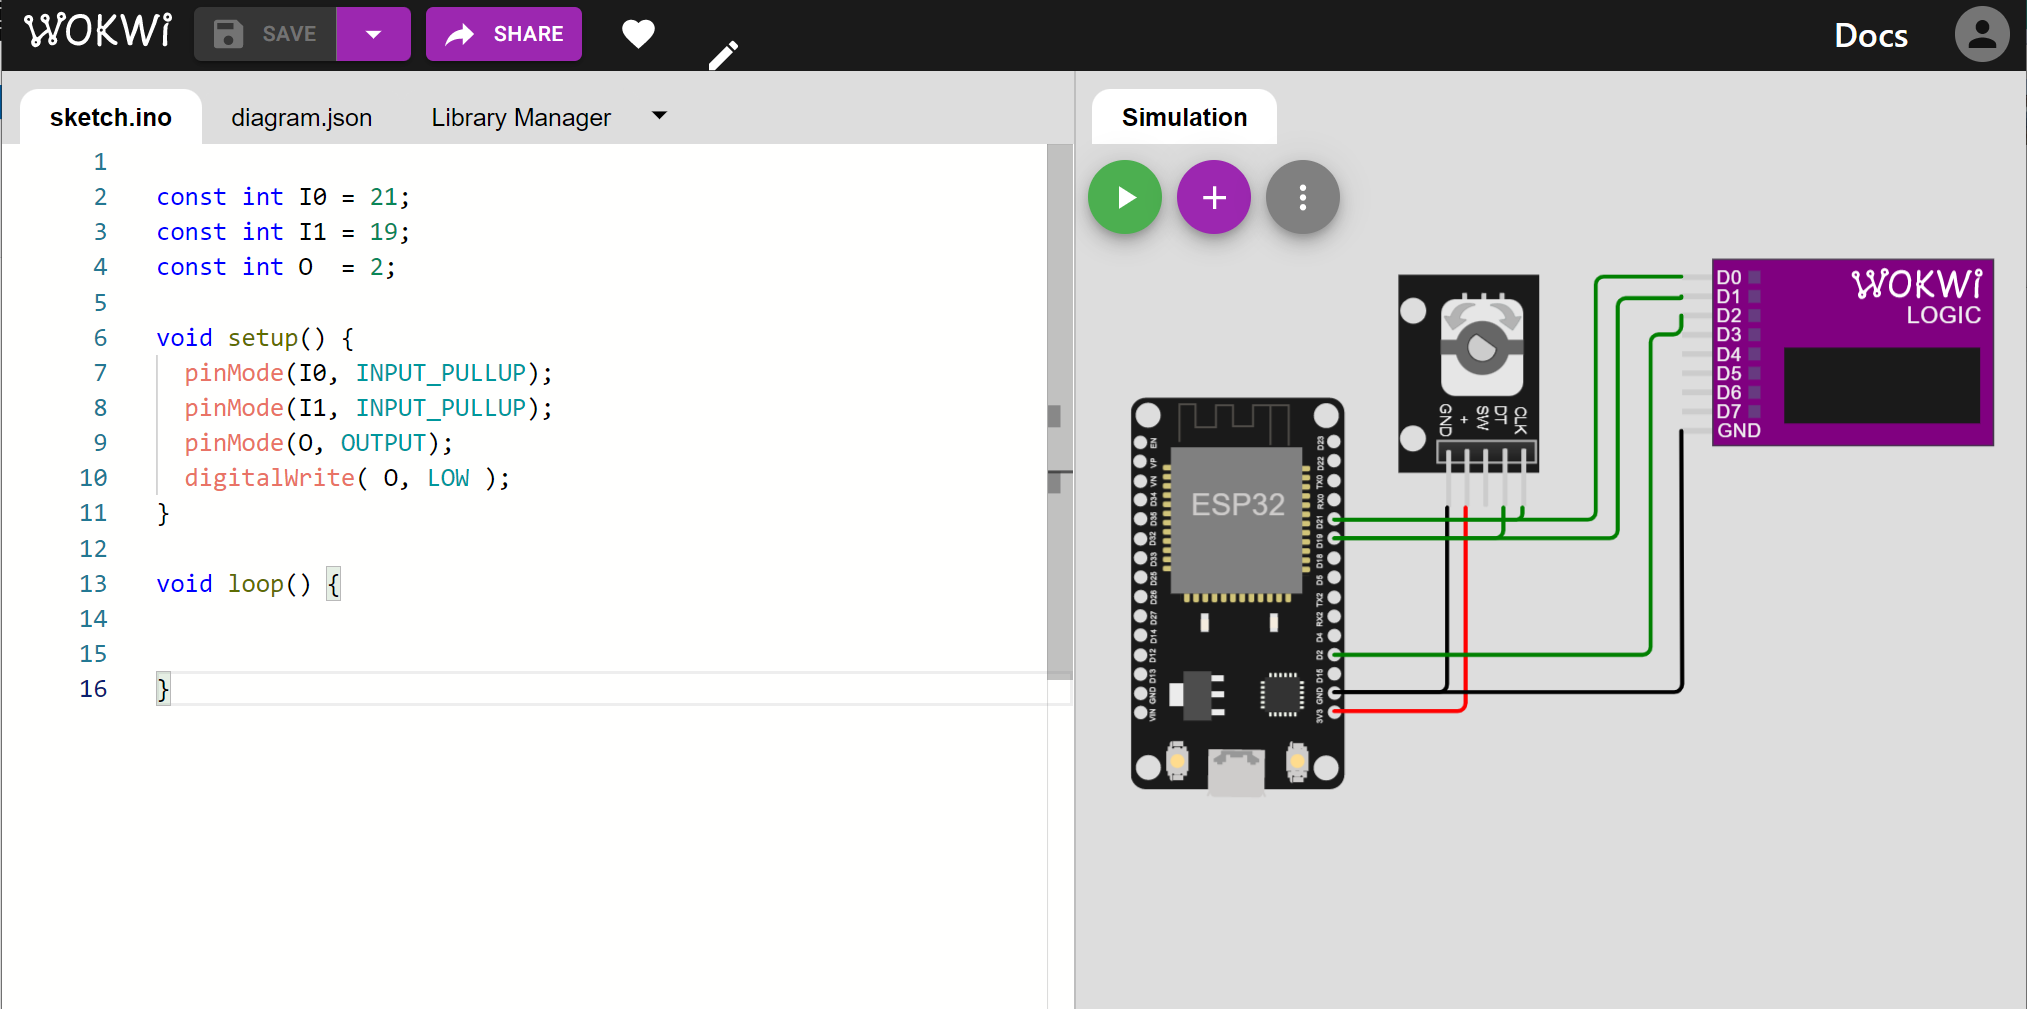 WOKWi SAVE SHARE Docs
sketch.ino diagram.json Library Manager
1
2 const int I0 = 21;
3 const int I1 = 19;
4 const int O  = 2;
5
6 void setup() {
7   pinMode(I0, INPUT_PULLUP);
8   pinMode(I1, INPUT_PULLUP);
9   pinMode(O, OUTPUT);
10   digitalWrite( O, LOW );
11 }
12
13 void loop() {
14
15
16 }
Simulation
GND
+
SW
DT
CLK
D0
D1
D2
D3
D4
D5
D6
D7
GND
WOKWi
LOGIC
ESP32
EN
VP
VN
D34
D35
D32
D33
D25
D26
D27
D14
D12
D13
GND
VIN
D23
D22
TX0
RX0
D21
D19
D18
D5
TX2
RX2
D4
D2
D15
GND
3V3